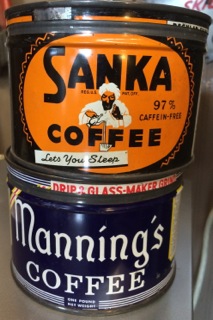 SANKA
REG. U.S. PAT. OFF.
97%
CAFFEIN-FREE
COFFEE
Lets You Sleep
DRIP & GLASS-MAKER GRIND
Manning's
COFFEE
ONE POUND
NET WEIGHT